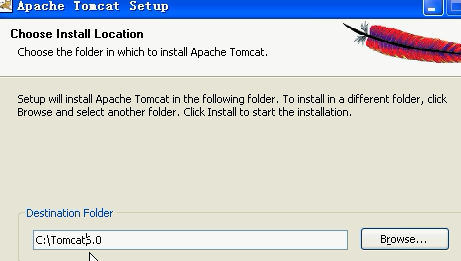 Apache Tomcat Setup
Choose Install Location
Choose the folder in which to install Apache Tomcat.
Setup will install Apache Tomcat in the following folder. To install in a different folder, click
Browse and select another folder. Click Install to start the installation.
Destination Folder
C:\Tomcat5.0
Browse...